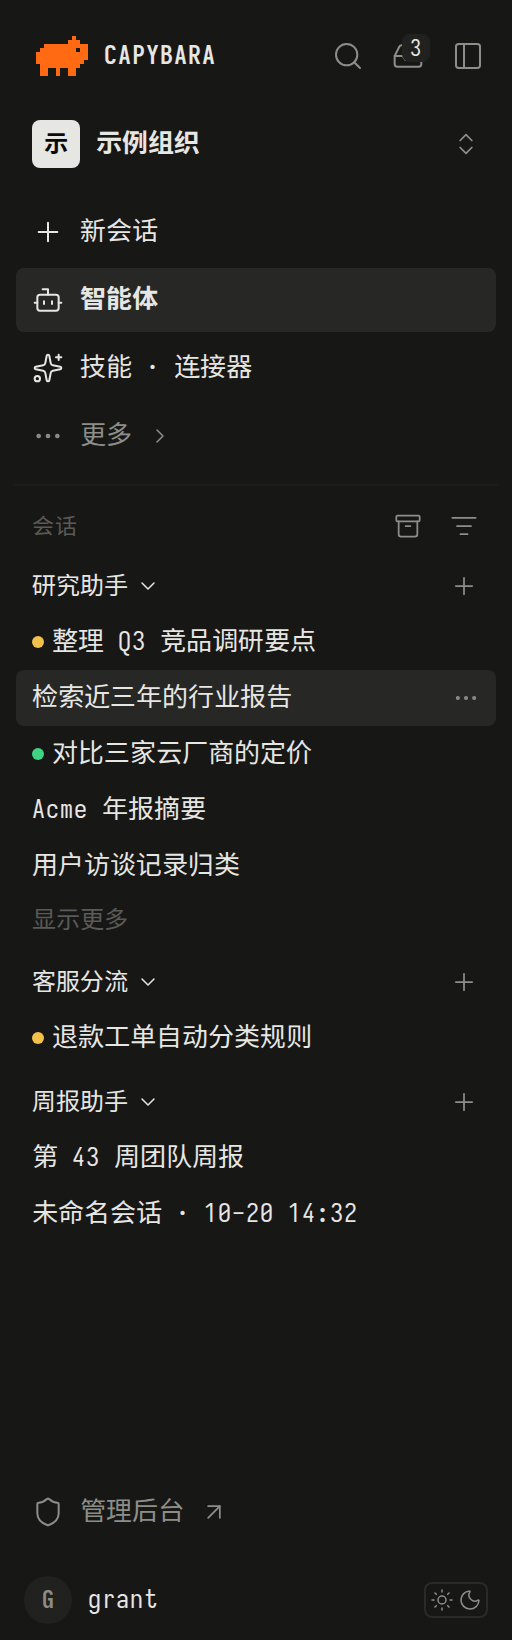 CAPYBARA
3
示 示例组织
新会话
智能体
技能 · 连接器
更多
会话
研究助手
整理 Q3 竞品调研要点
检索近三年的行业报告
对比三家云厂商的定价
Acme 年报摘要
用户访谈记录归类
显示更多
客服分流
退款工单自动分类规则
周报助手
第 43 周团队周报
未命名会话 · 10-20 14:32
管理后台
G grant